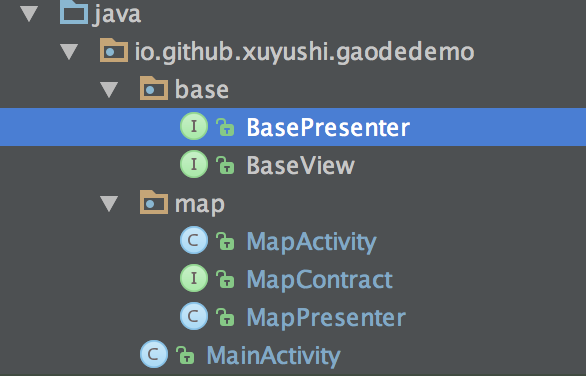 java
io.github.xuyushi.gaodedemo
base
I BasePresenter
I BaseView
map
C MapActivity
I MapContract
C MapPresenter
C MainActivity